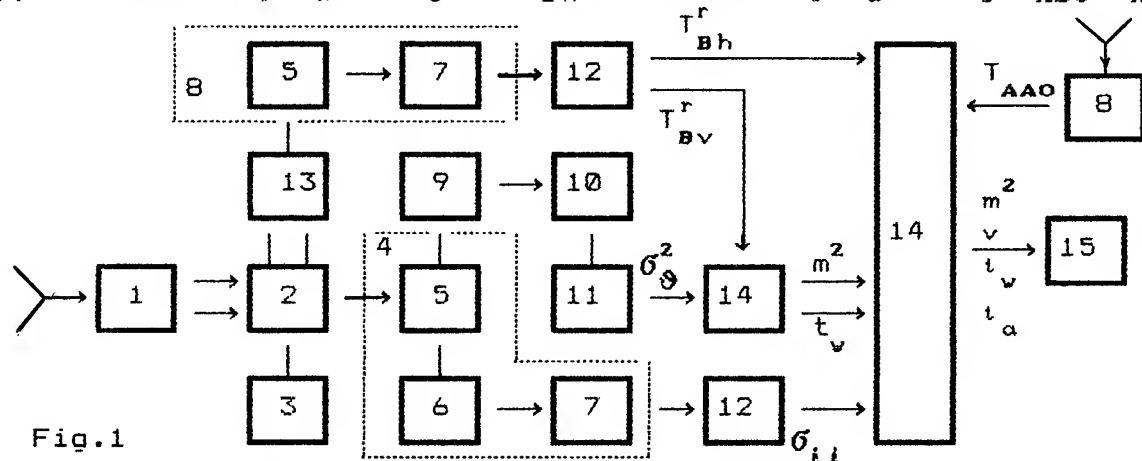 T^r_Bh
5 7 12 T_AAO 8
8 T^r_Bv
13 9 10 m^2
4 14 v 15
1 2 5 11 σ^2_ϑ 14 m^2 t_w
t_w t_a
3 6 7 12 σ_ij
Fig.1